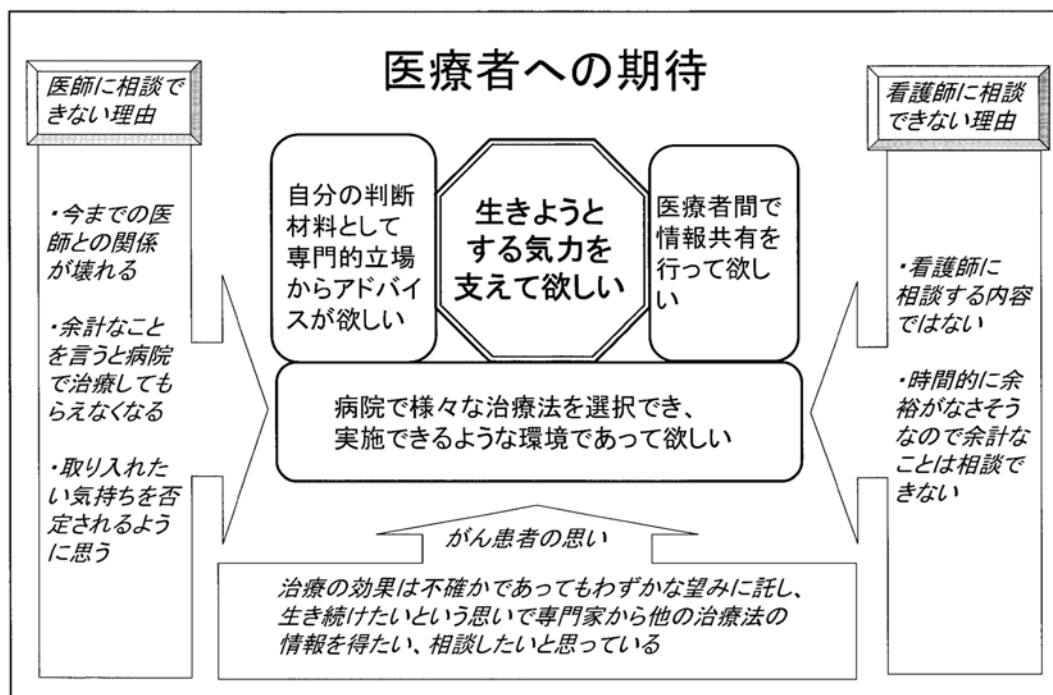 医療者への期待
医師に相談で
きない理由
・今までの医
師との関係
が壊れる
・余計なこと
を言うと病院
で治療しても
らえなくなる
・取り入れた
い気持ちを否
定されるよう
に思う
自分の判断
材料として
専門的立場
からアドバイ
スが欲しい
生きようと
する気力を
支えて欲しい
医療者間で
情報共有を
行って欲し
い
病院で様々な治療法を選択でき、
実施できるような環境であって欲しい
看護師に相談
できない理由
・看護師に
相談する内容
ではない
・時間的に余
裕がなさそう
なので余計な
ことは相談で
きない
がん患者の思い
治療の効果は不確かであってもわずかな望みに託し、
生き続けたいという思いで専門家から他の治療法の
情報を得たい、相談したいと思っている